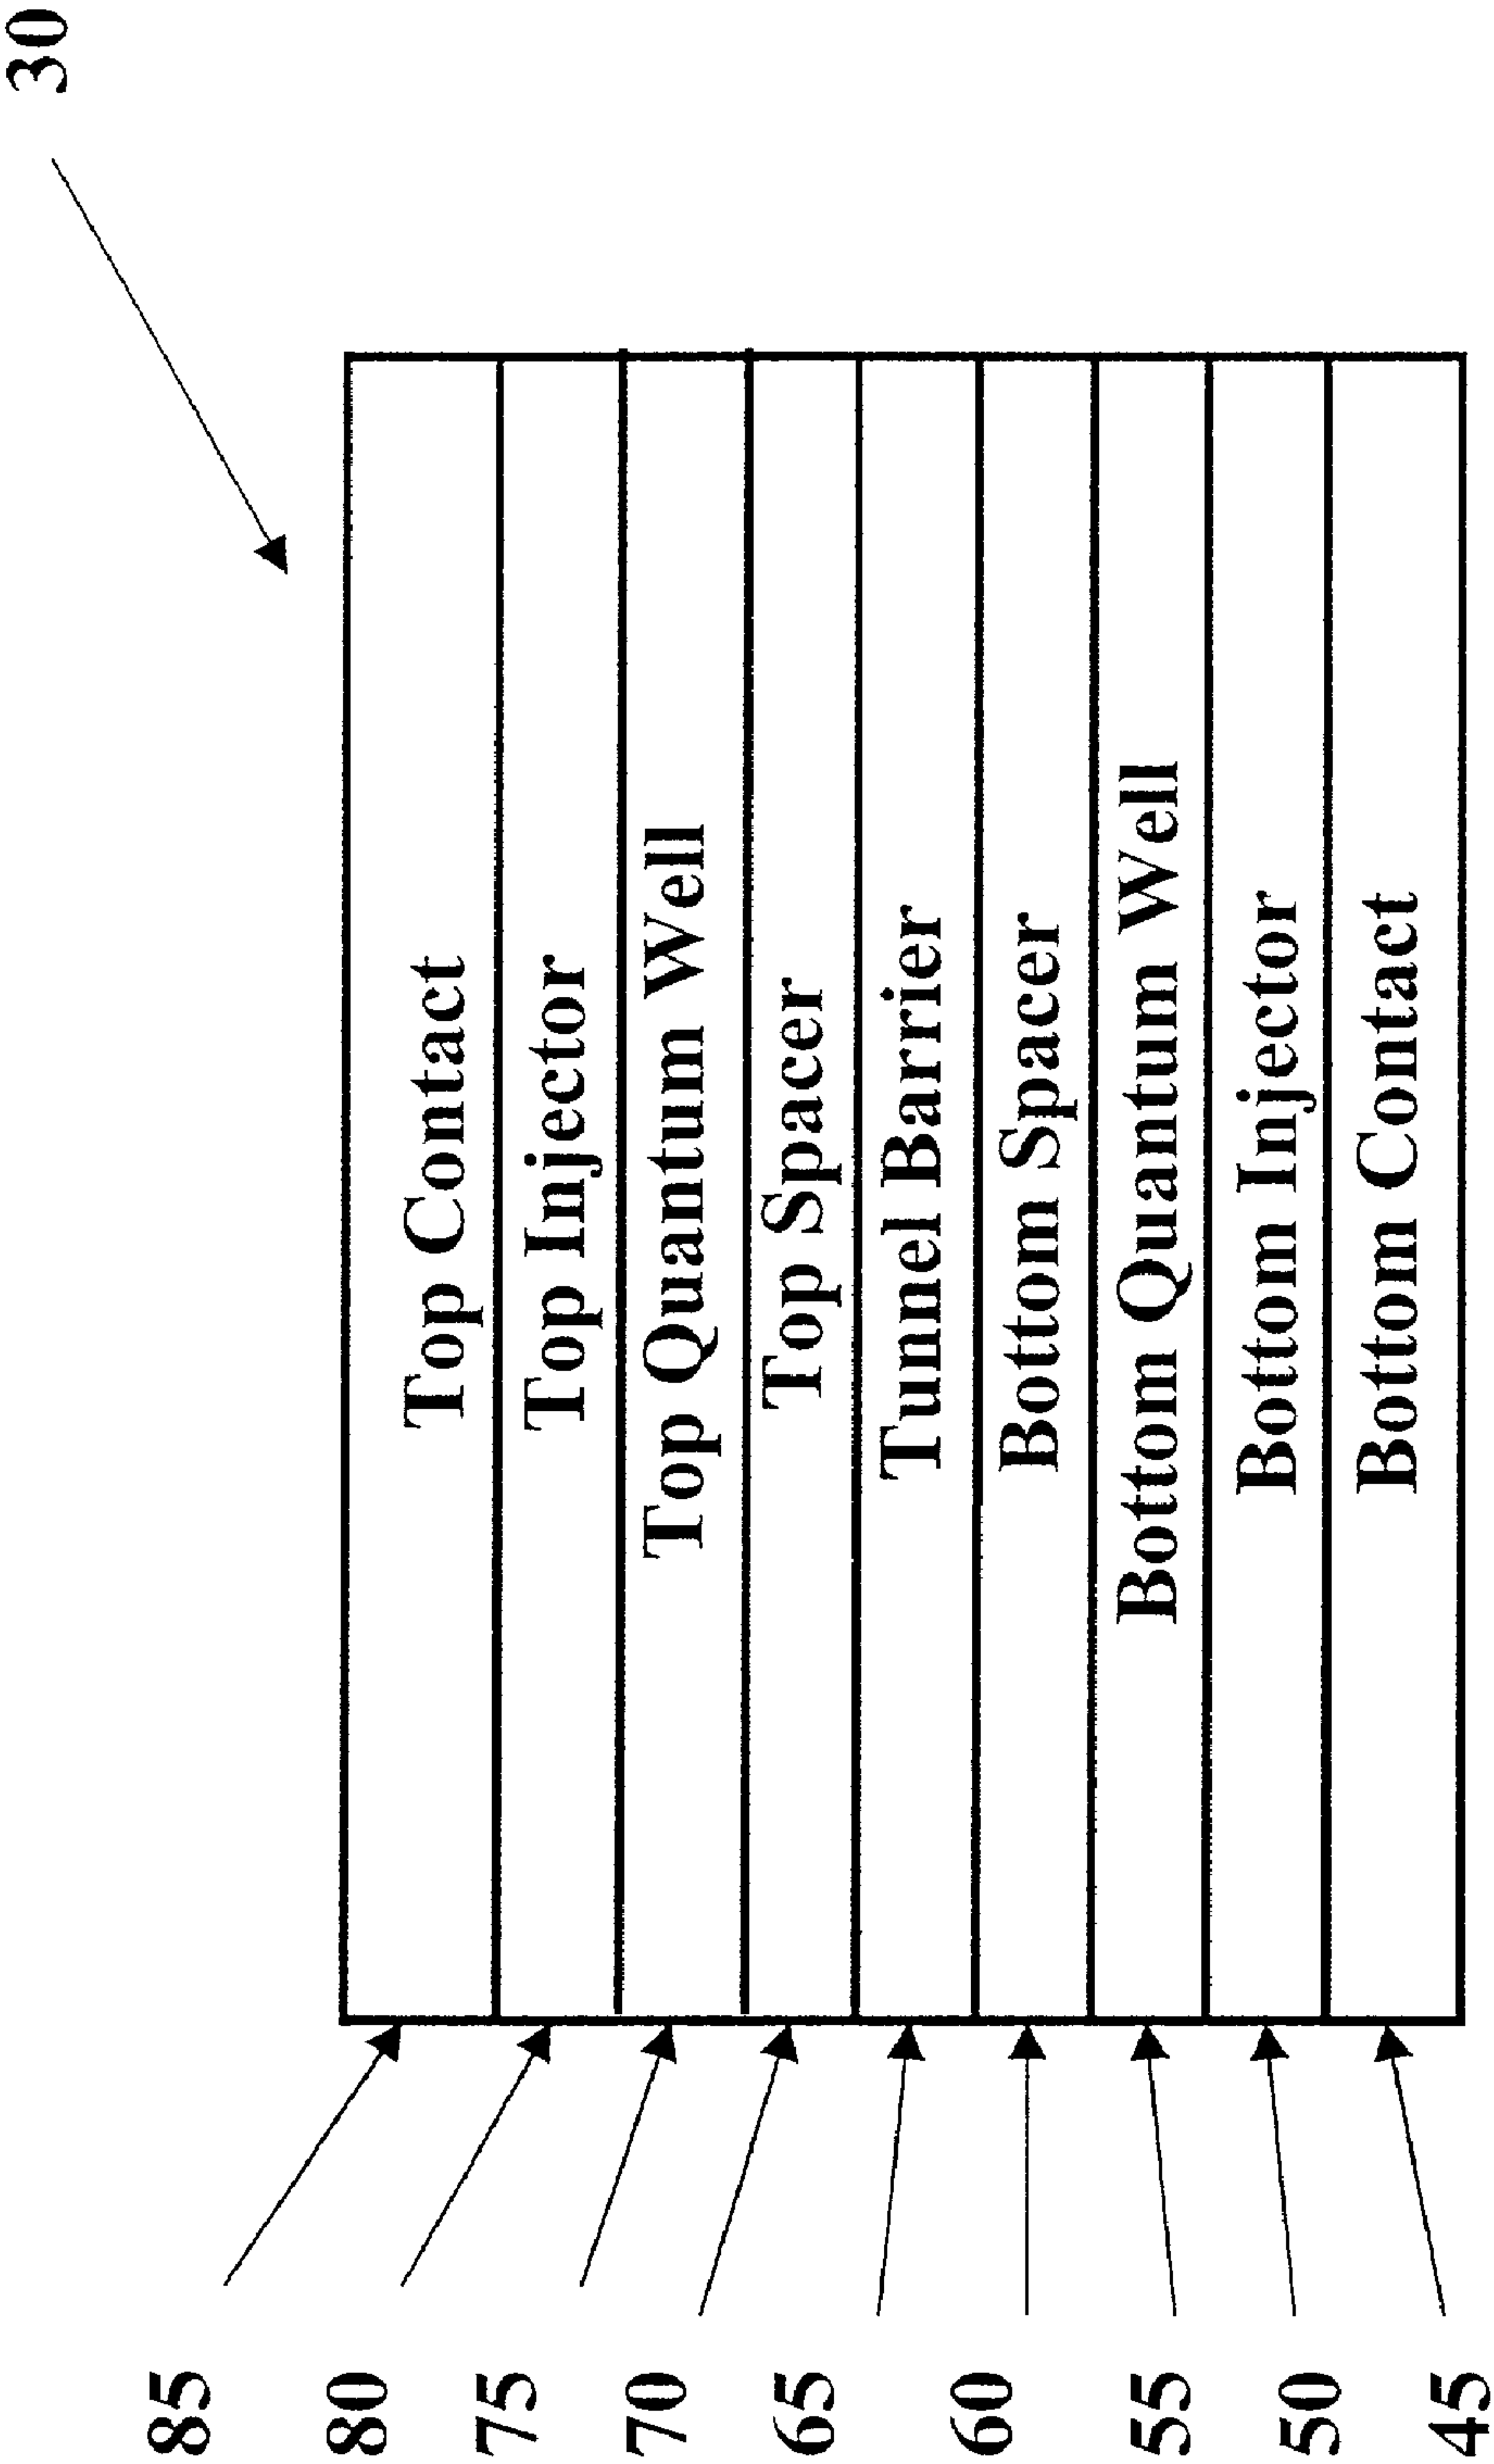 30
85
Top Contact
80
Top Injector
75
Top Quantum Well
70
Top Spacer
65
Tunnel Barrier
60
Bottom Spacer
55
Bottom Quantum Well
50
Bottom Injector
45
Bottom Contact